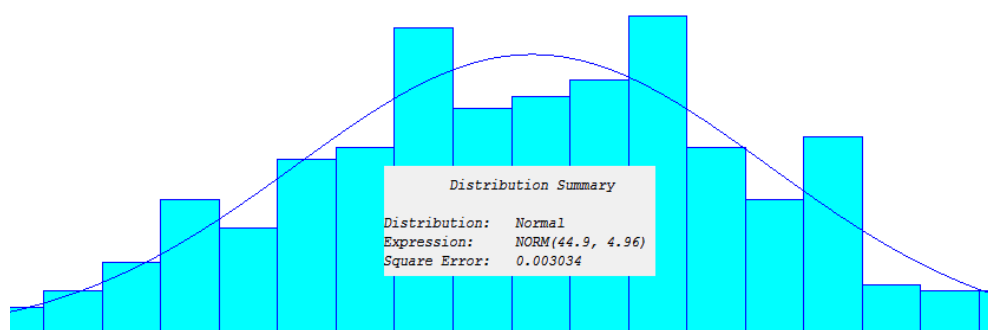 Distribution Summary
Distribution: Normal
Expression: NORM(44.9, 4.96)
Square Error: 0.003034